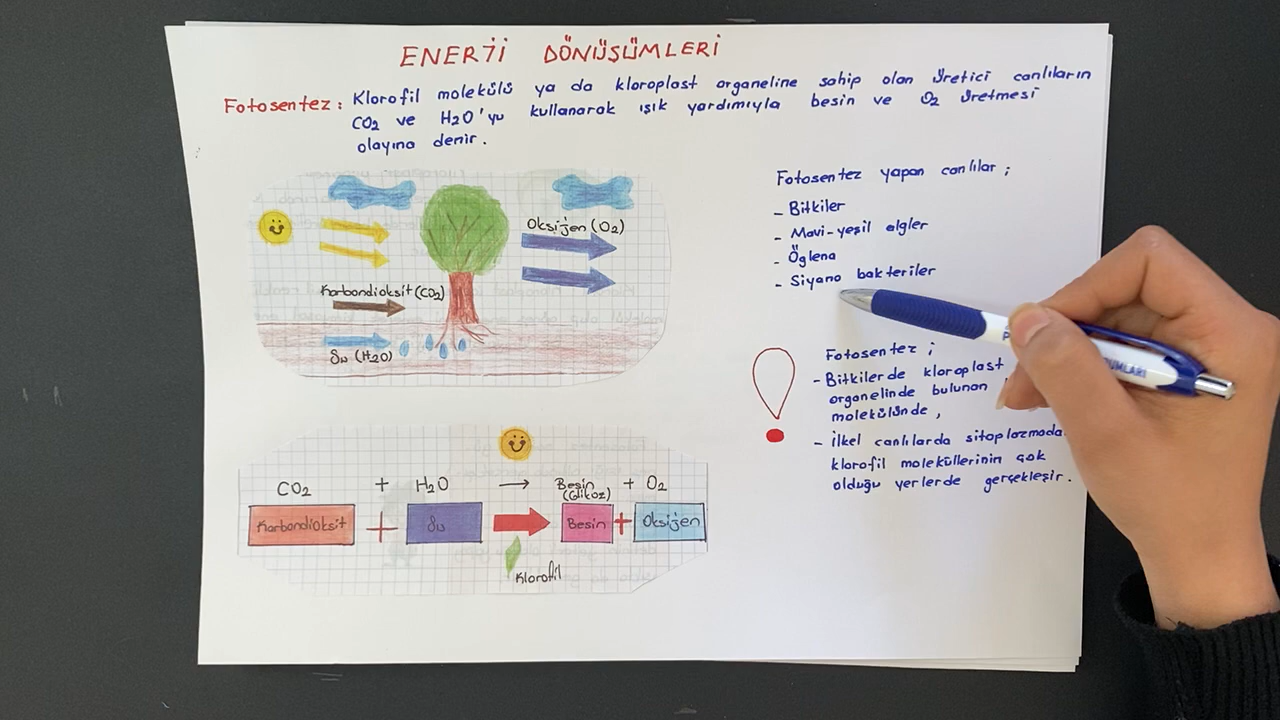 ENERJİ DÖNÜŞÜMLERİ
Fotosentez : Klorofil molekülü ya da kloroplast organeline sahip olan üretici canlıların
CO2 ve H2O'yu kullanarak ışık yardımıyla besin ve O2 üretmesi
olayına denir.
Oksijen (O2)
Karbondioksit (CO2)
Su (H2O)
CO2 + H2O → Besin + O2
(Glikoz)
Karbondioksit + Su Besin + Oksijen
Klorofil
Fotosentez yapan canlılar ;
- Bitkiler
- Mavi-yeşil algler
- Öglena
- Siyano bakteriler
Fotosentez ;
- Bitkilerde kloroplast
organelinde bulunan
molekülünde,
- İlkel canlılarda sitoplazmada
klorofil moleküllerinin çok
olduğu yerlerde gerçekleşir.
UMLARI